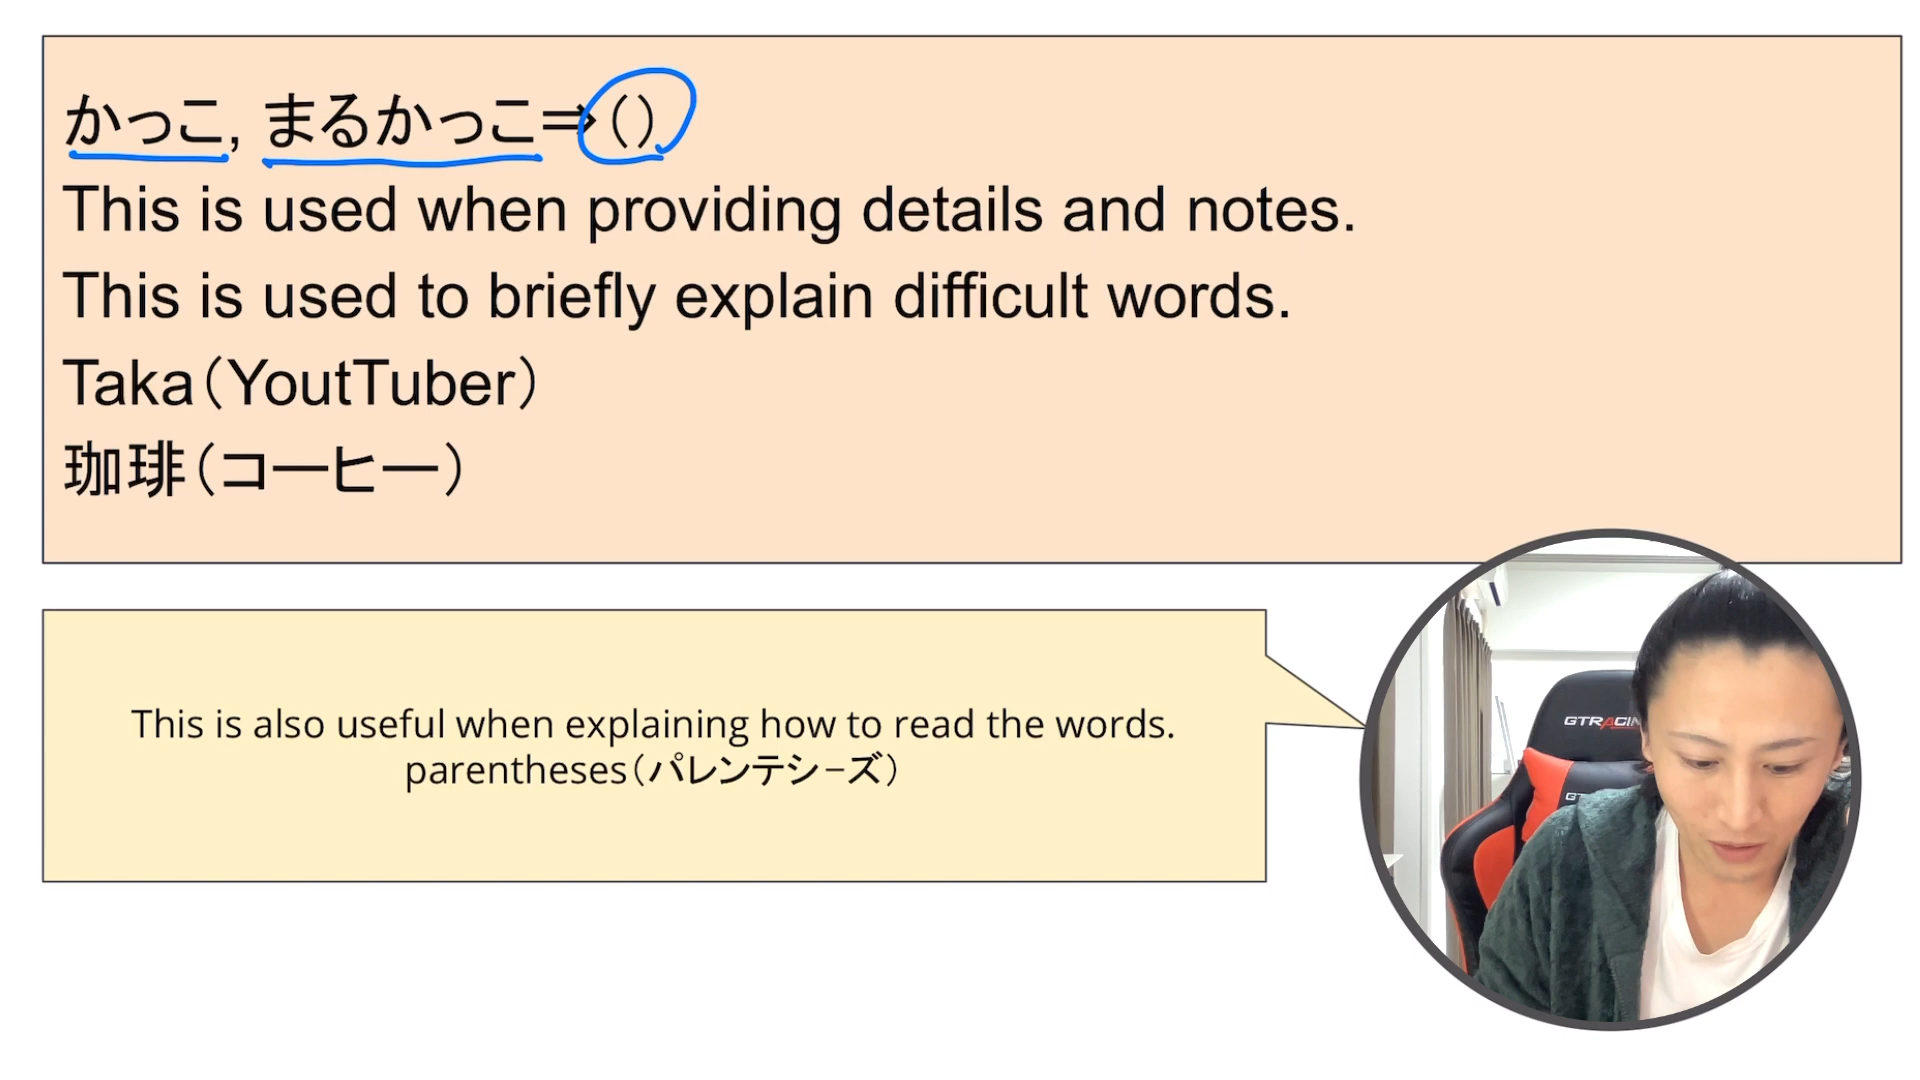 かっこ, まるかっこ⇒（）
This is used when providing details and notes.
This is used to briefly explain difficult words.
Taka（YoutTuber）
珈琲（コーヒー）
This is also useful when explaining how to read the words.
parentheses（パレンテシーズ）
GTRACIN
GT